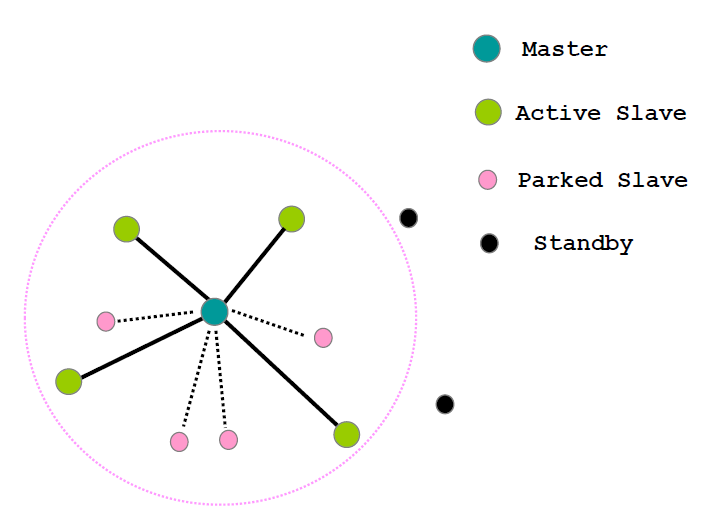 Master
Active Slave
Parked Slave
Standby